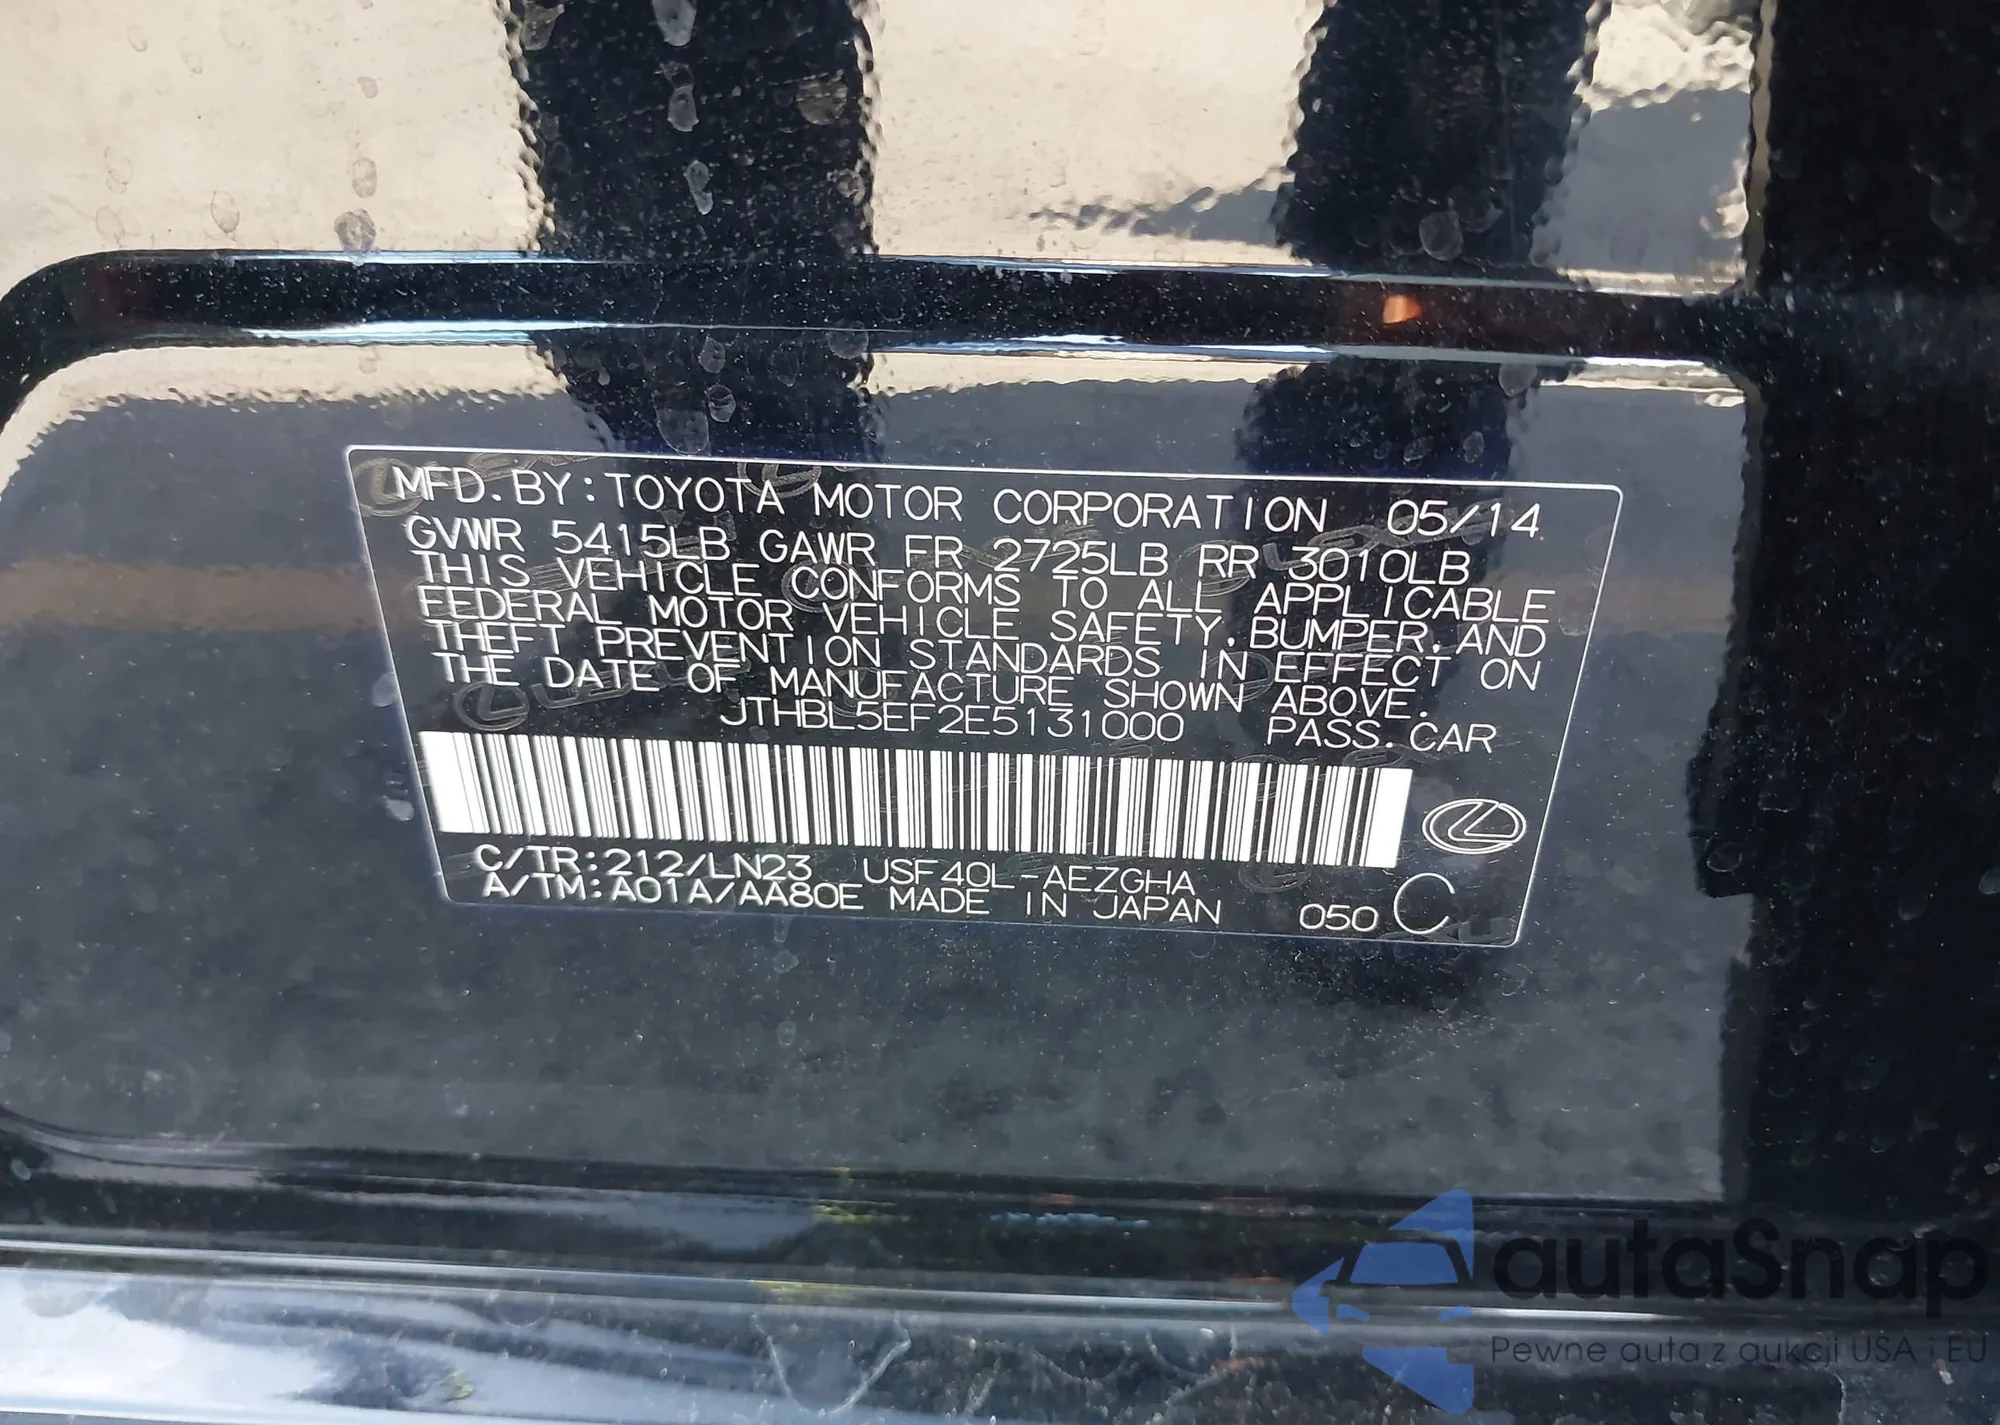 MFD.BY:TOYOTA MOTOR CORPORATION 05/14
GVWR 5415LB GAWR FR 2725LB RR 3010LB
THIS VEHICLE CONFORMS TO ALL APPLICABLE
FEDERAL MOTOR VEHICLE SAFETY,BUMPER,AND
THEFT PREVENTION STANDARDS IN EFFECT ON
THE DATE OF MANUFACTURE SHOWN ABOVE.
JTHBL5EF2E5131000 PASS.CAR
C/TR:212/LN23 USF40L-AEZGHA
A/TM:A01A/AA80E MADE IN JAPAN 050 C
autaSnap
Pewne auta z aukcji USA i EU